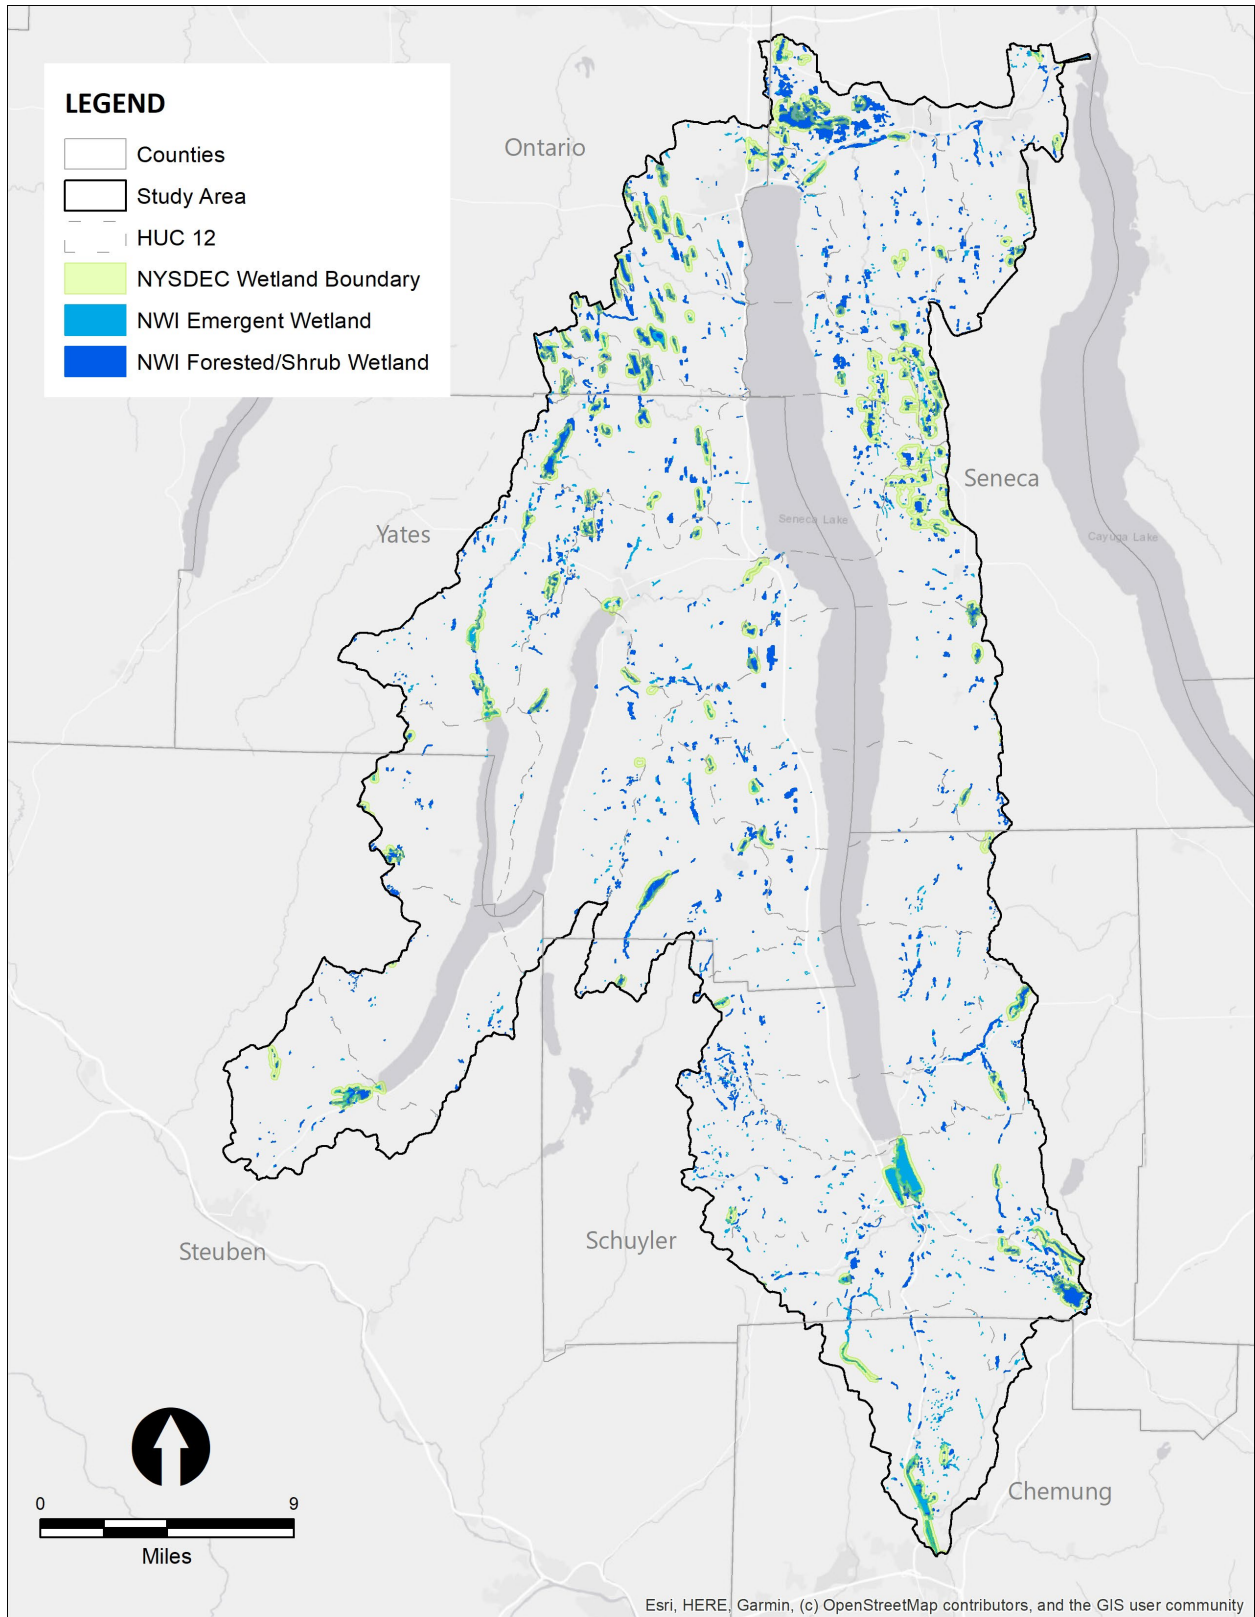 LEGEND
Counties
Study Area
HUC 12
NYSDEC Wetland Boundary
NWI Emergent Wetland
NWI Forested/Shrub Wetland
Ontario
Seneca
Yates
Seneca Lake
Cayuga Lake
Steuben
Schuyler
Chemung
0 9
Miles
Esri, HERE, Garmin, (c) OpenStreetMap contributors, and the GIS user community